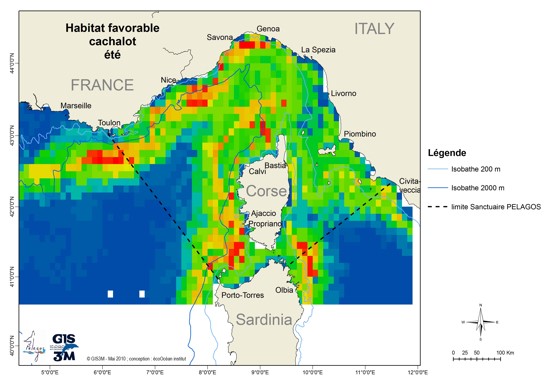 Habitat favorable
cachalot
été
ITALY
FRANCE
Genoa
Savona
La Spezia
Nice
Livorno
Marseille
Toulon
Piombino
Bastia
Calvi
Corse
Civita-
veccia
Ajaccio
Propriano
Porto-Torres
Olbia
Sardinia
44°0'0"N
43°0'0"N
42°0'0"N
41°0'0"N
40°0'0"N
5°0'0"E
6°0'0"E
7°0'0"E
8°0'0"E
9°0'0"E
10°0'0"E
11°0'0"E
12°0'0"E
Légende
Isobathe 200 m
Isobathe 2000 m
limite Sanctuaire PELAGOS
N
0 25 50 100 Km
GIS
3M
© GIS3M - Mai 2010 ; conception : écoOcéan Institut